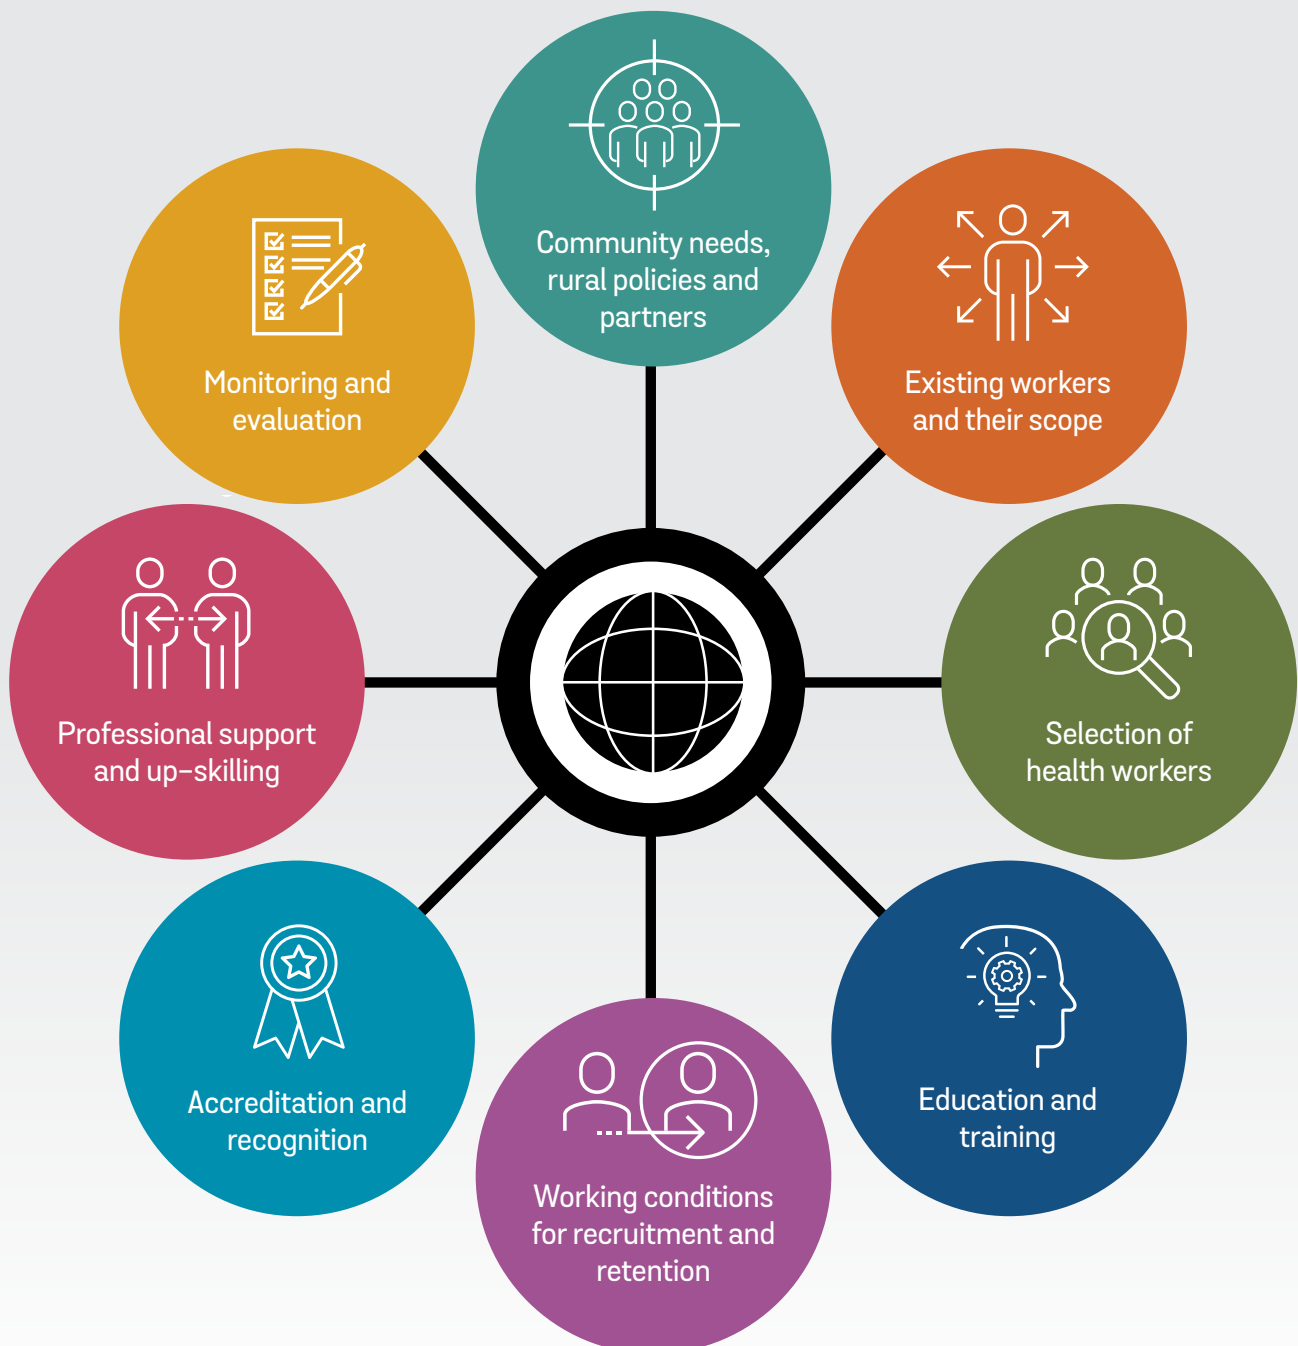 Community needs,
rural policies and
partners
Existing workers
and their scope
Selection of
health workers
Education and
training
Working conditions
for recruitment and
retention
Accreditation and
recognition
Professional support
and up-skilling
Monitoring and
evaluation